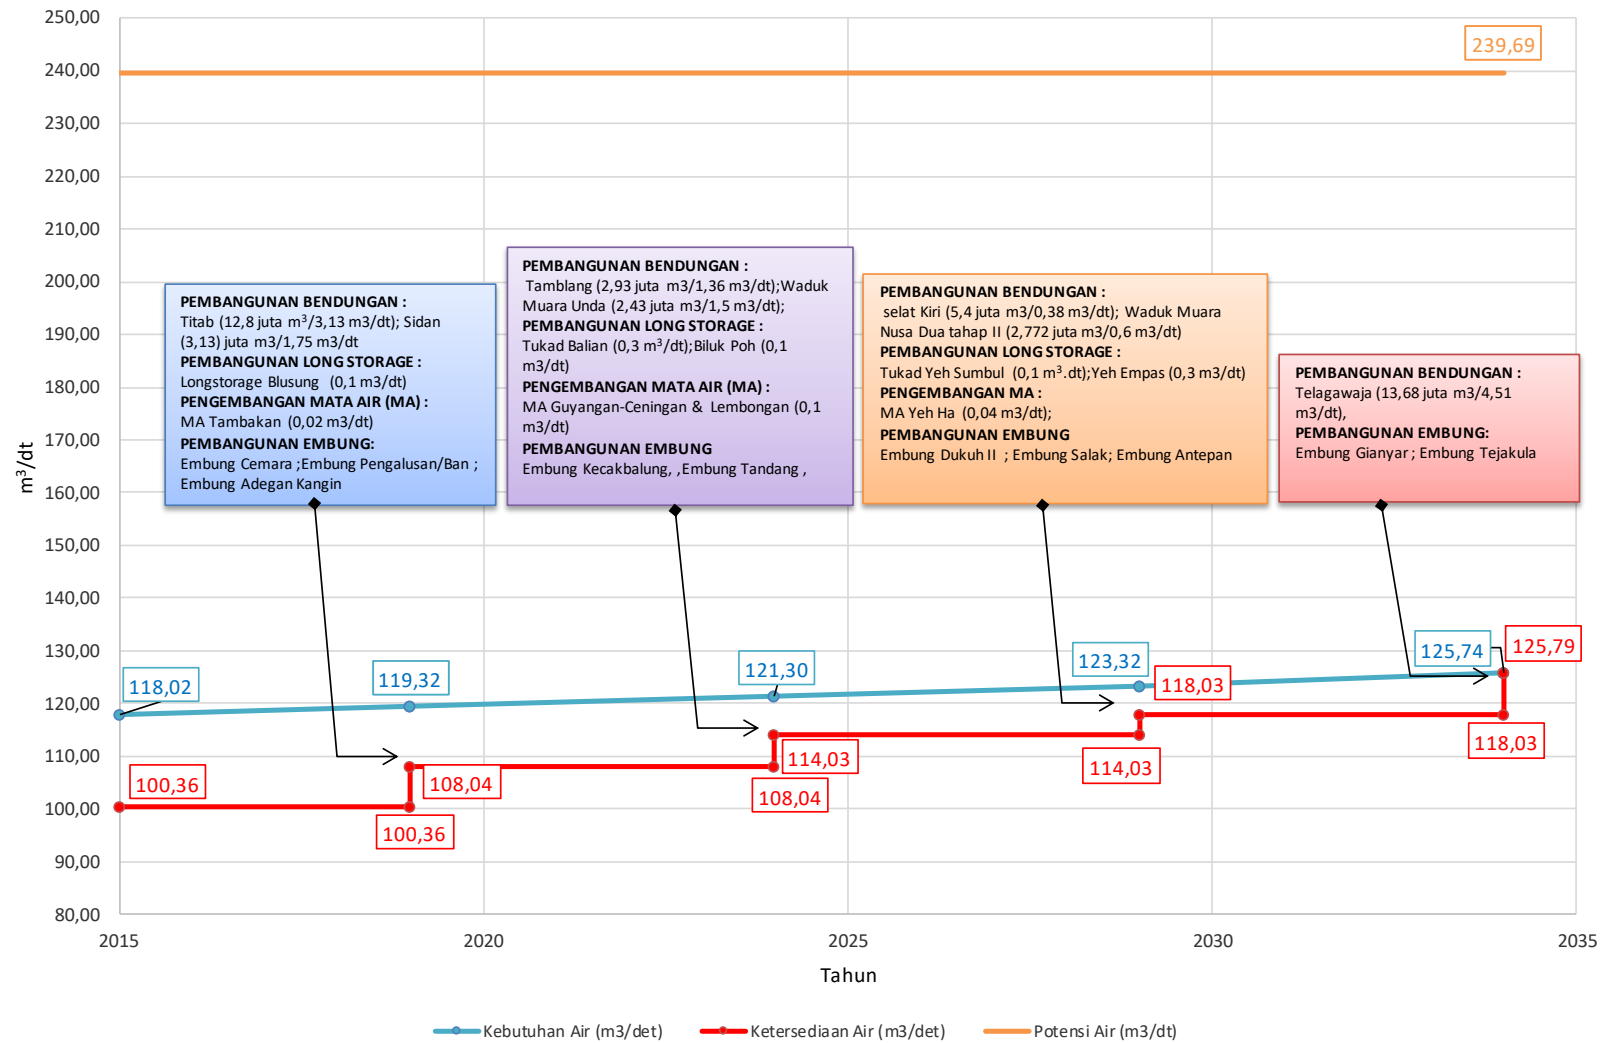 250,00
240,00
230,00
220,00
210,00
200,00
190,00
180,00
170,00
160,00
150,00
140,00
130,00
120,00
110,00
100,00
90,00
80,00
m³/dt
239,69
PEMBANGUNAN BENDUNGAN :
Titab (12,8 juta m³/3,13 m3/dt); Sidan
(3,13) juta m3/1,75 m3/dt
PEMBANGUNAN LONG STORAGE :
Longstorage Blusung (0,1 m3/dt)
PENGEMBANGAN MATA AIR (MA) :
MA Tambakan (0,02 m3/dt)
PEMBANGUNAN EMBUNG:
Embung Cemara ;Embung Pengalusan/Ban ;
Embung Adegan Kangin
PEMBANGUNAN BENDUNGAN :
Tamblang (2,93 juta m3/1,36 m3/dt);Waduk
Muara Unda (2,43 juta m3/1,5 m3/dt);
PEMBANGUNAN LONG STORAGE :
Tukad Balian (0,3 m³/dt);Biluk Poh (0,1
m3/dt)
PENGEMBANGAN MATA AIR (MA) :
MA Guyangan-Ceningan & Lembongan (0,1
m3/dt)
PEMBANGUNAN EMBUNG
Embung Kecakbalung, ,Embung Tandang ,
PEMBANGUNAN BENDUNGAN :
selat Kiri (5,4 juta m3/0,38 m3/dt); Waduk Muara
Nusa Dua tahap II (2,772 juta m3/0,6 m3/dt)
PEMBANGUNAN LONG STORAGE :
Tukad Yeh Sumbul (0,1 m³.dt);Yeh Empas (0,3 m3/dt)
PENGEMBANGAN MA :
MA Yeh Ha (0,04 m3/dt);
PEMBANGUNAN EMBUNG
Embung Dukuh II ; Embung Salak; Embung Antepan
PEMBANGUNAN BENDUNGAN :
Telagawaja (13,68 juta m3/4,51
m3/dt),
PEMBANGUNAN EMBUNG:
Embung Gianyar ; Embung Tejakula
118,02
119,32
121,30
123,32
125,74
125,79
100,36
108,04
100,36
114,03
108,04
118,03
114,03
118,03
2015
2020
2025
2030
2035
Tahun
Kebutuhan Air (m3/det)
Ketersediaan Air (m3/det)
Potensi Air (m3/dt)